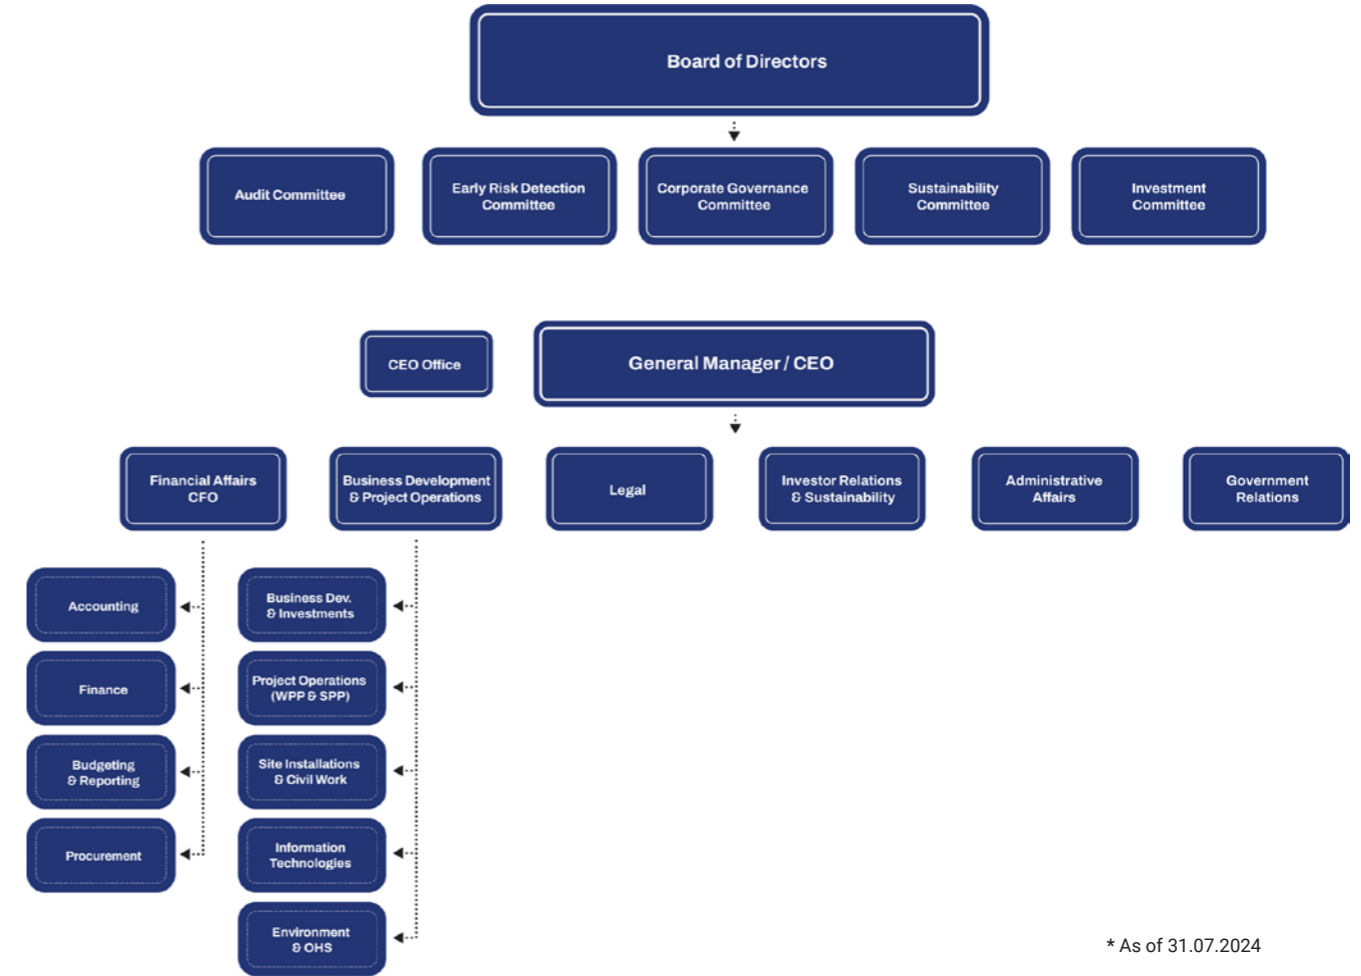 Board of Directors
Audit Committee
Early Risk Detection
Committee
Corporate Governance
Committee
Sustainability
Committee
Investment
Committee
CEO Office
General Manager / CEO
Financial Affairs
CFO
Business Development
& Project Operations
Legal
Investor Relations
& Sustainability
Administrative
Affairs
Government
Relations
Accounting
Finance
Budgeting
& Reporting
Procurement
Business Dev.
& Investments
Project Operations
(WPP & SPP)
Site Installations
& Civil Work
Information
Technologies
Environment
& OHS
* As of 31.07.2024